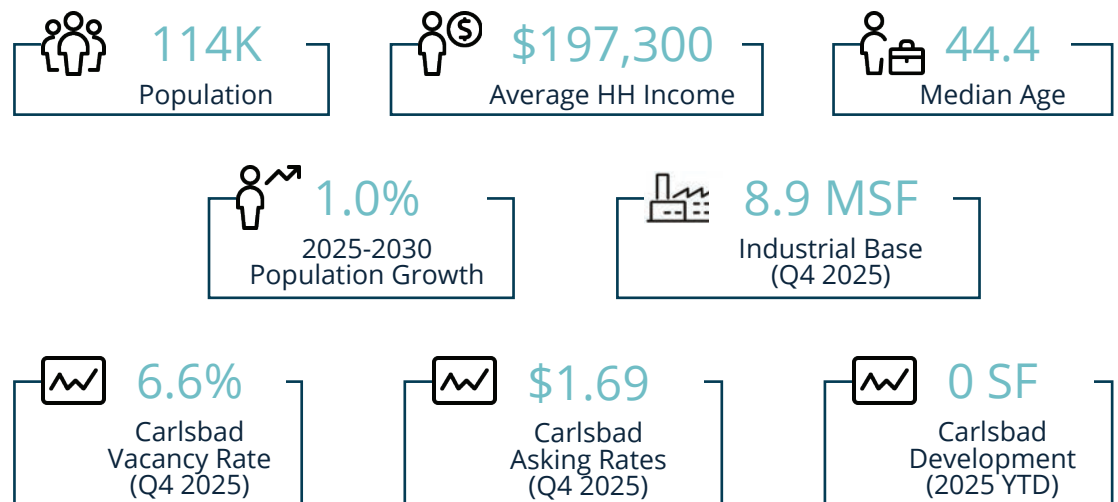 114K
Population
$197,300
Average HH Income
44.4
Median Age
1.0%
2025-2030
Population Growth
8.9 MSF
Industrial Base
(Q4 2025)
6.6%
Carlsbad
Vacancy Rate
(Q4 2025)
$1.69
Carlsbad
Asking Rates
(Q4 2025)
0 SF
Carlsbad
Development
(2025 YTD)